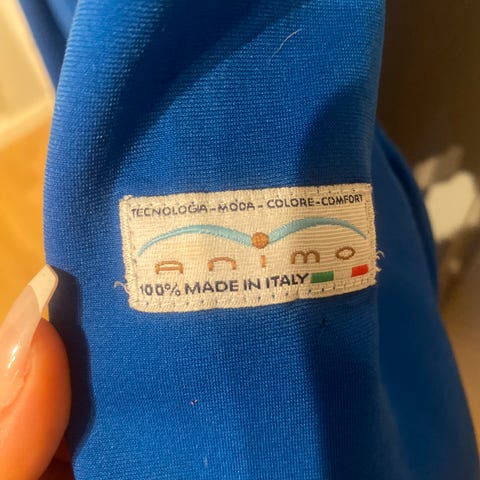 TECNOLOGIA - MODA - COLORE - COMFORT
animo
100% MADE IN ITALY